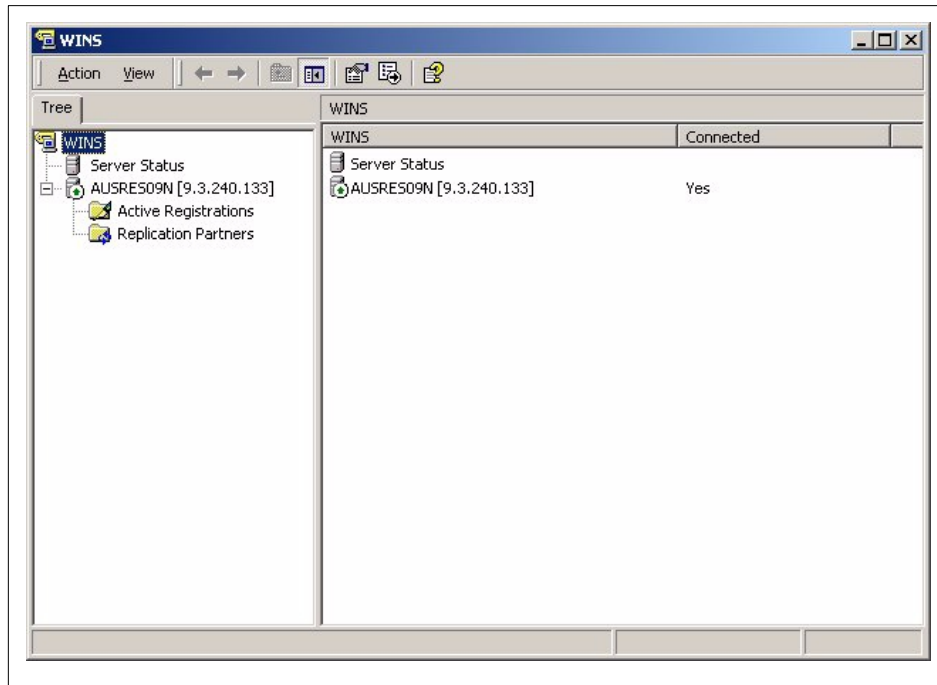 WINS
Action View
Tree
WINS
WINS
Server Status
AUSRES09N [9.3.240.133]
Active Registrations
Replication Partners
WINS Connected
Server Status
AUSRES09N [9.3.240.133] Yes